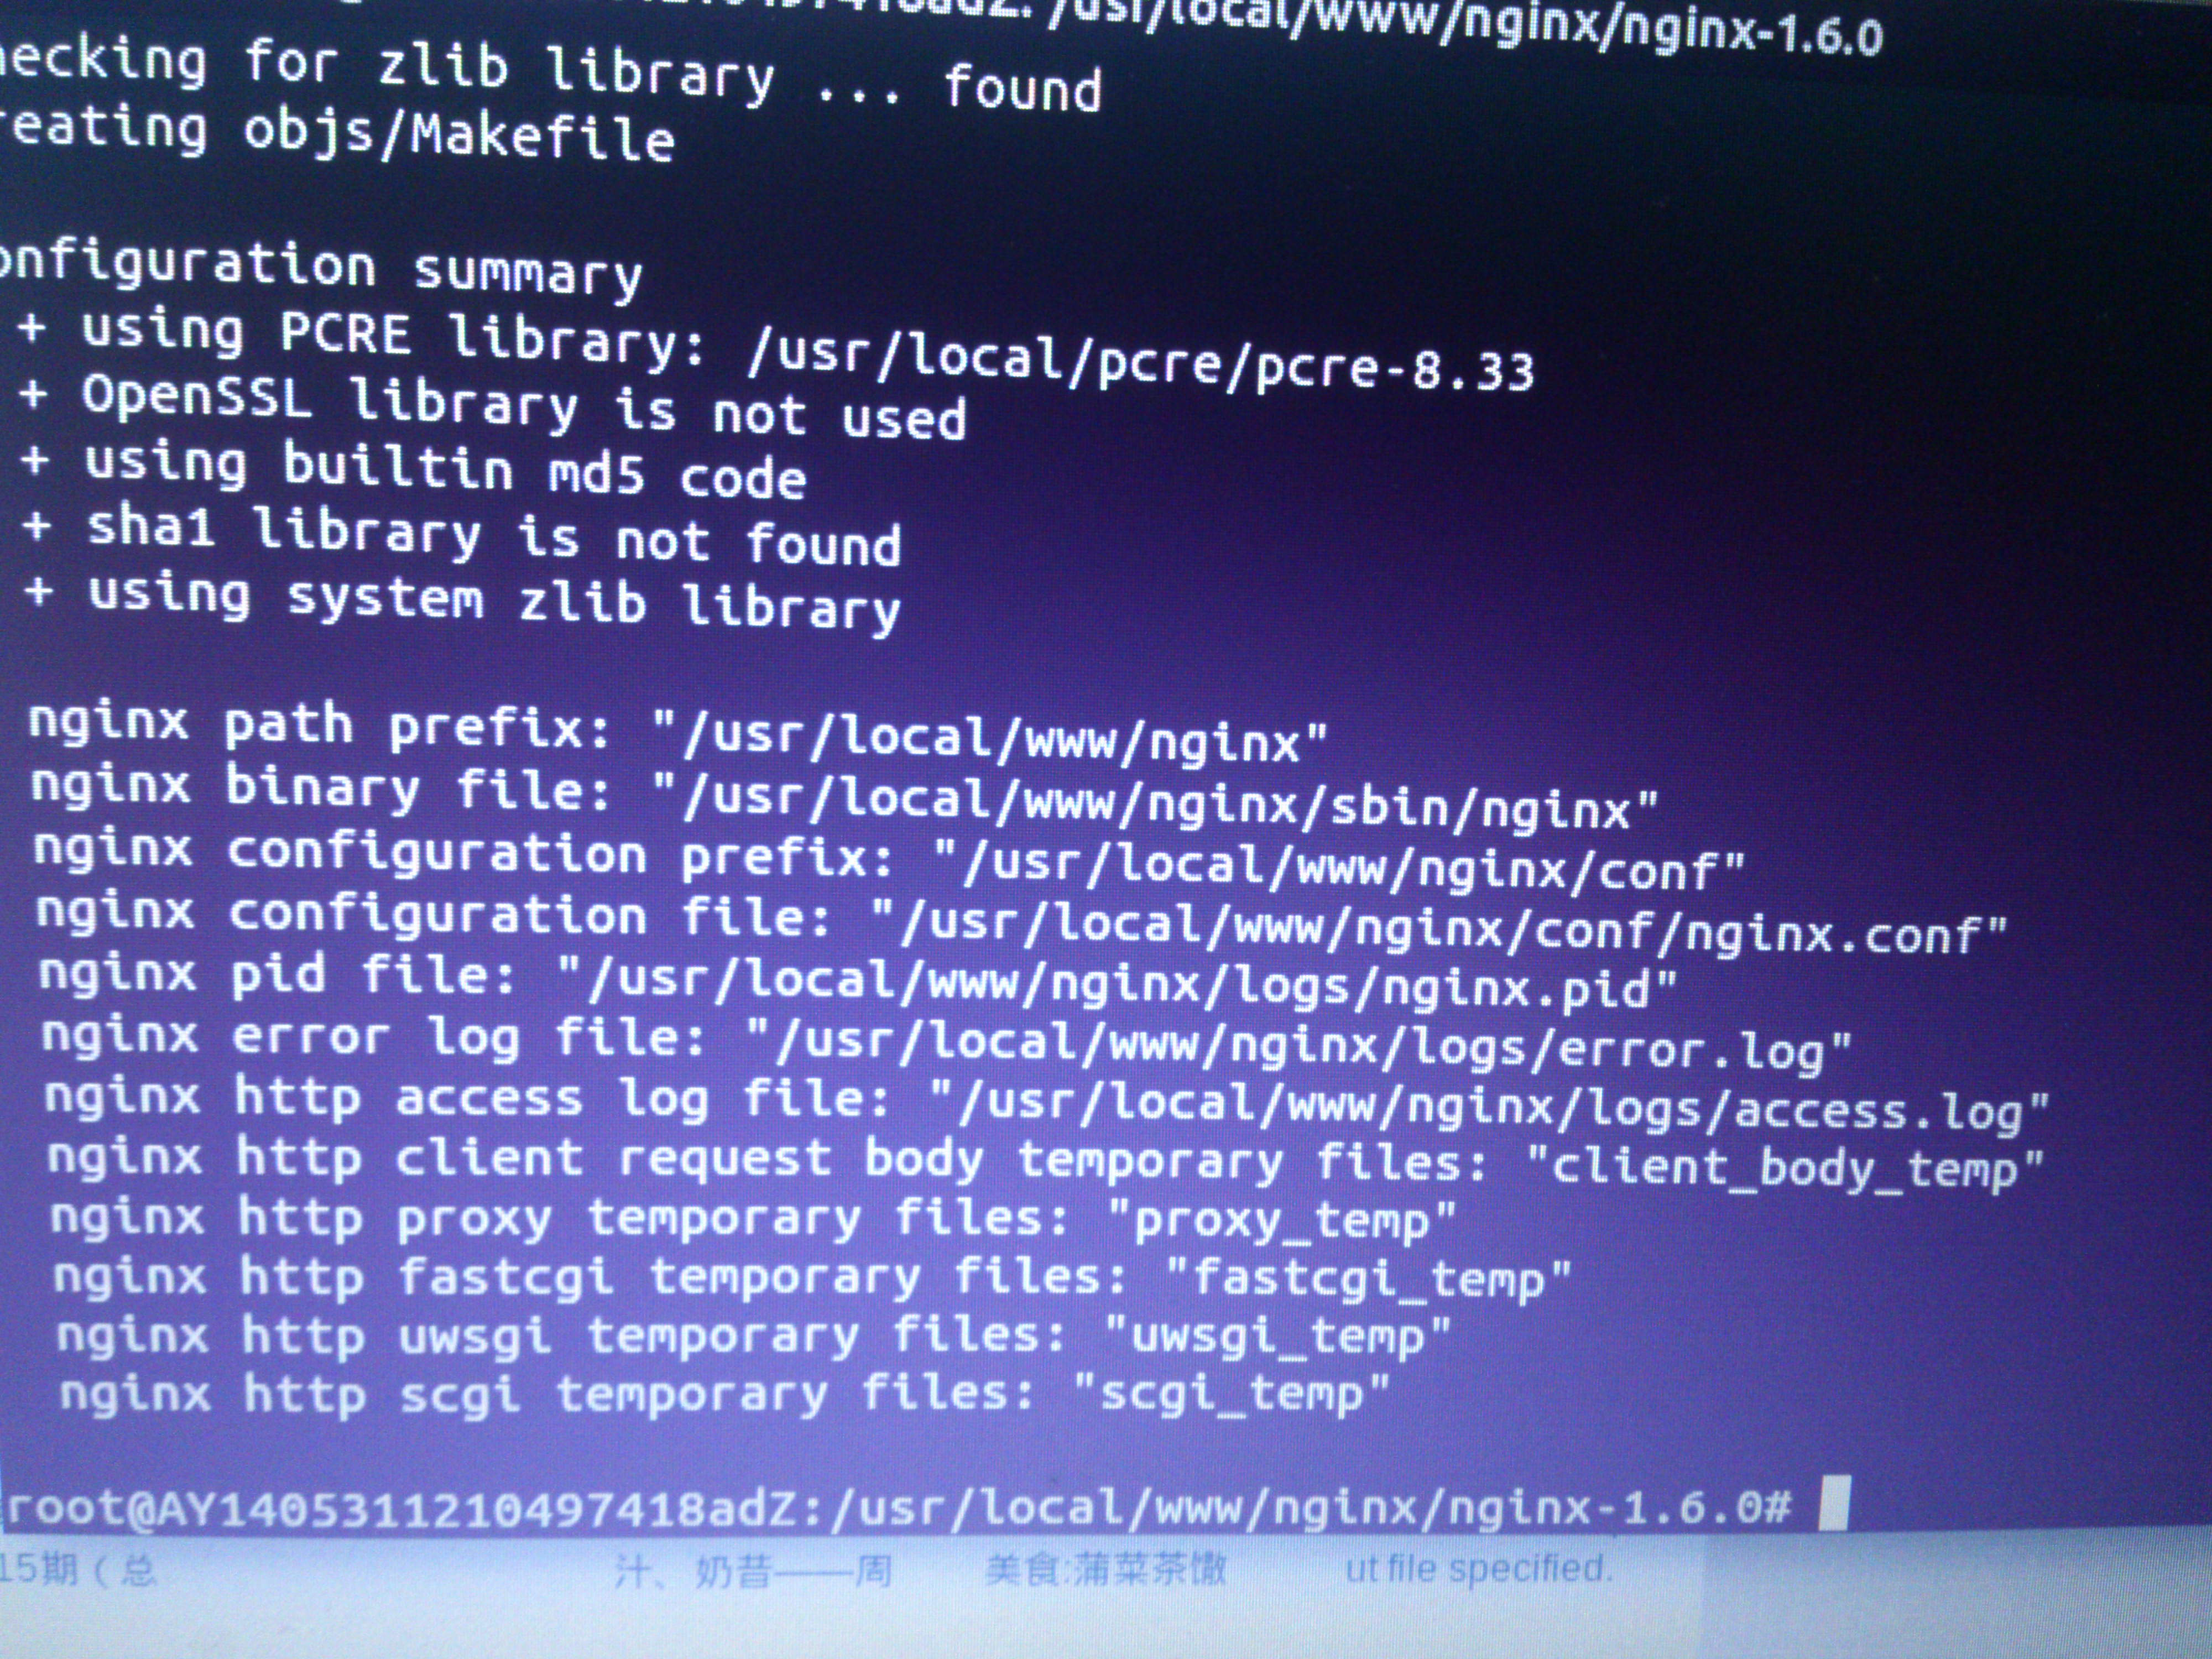 /usr/local/www/nginx/nginx-1.6.0
ecking for zlib library ... found
reating objs/Makefile
onfiguration summary
+ using PCRE library: /usr/local/pcre/pcre-8.33
+ OpenSSL library is not used
+ using builtin md5 code
+ sha1 library is not found
+ using system zlib library
nginx path prefix: "/usr/local/www/nginx"
nginx binary file: "/usr/local/www/nginx/sbin/nginx"
nginx configuration prefix: "/usr/local/www/nginx/conf"
nginx configuration file: "/usr/local/www/nginx/conf/nginx.conf"
nginx pid file: "/usr/local/www/nginx/logs/nginx.pid"
nginx error log file: "/usr/local/www/nginx/logs/error.log"
nginx http access log file: "/usr/local/www/nginx/logs/access.log"
nginx http client request body temporary files: "client_body_temp"
nginx http proxy temporary files: "proxy_temp"
nginx http fastcgi temporary files: "fastcgi_temp"
nginx http uwsgi temporary files: "uwsgi_temp"
nginx http scgi temporary files: "scgi_temp"
root@AY1405311210497418adZ:/usr/local/www/nginx/nginx-1.6.0#
15期（总 汁、奶昔——周 美食:蒲菜茶馓 ut file specified.